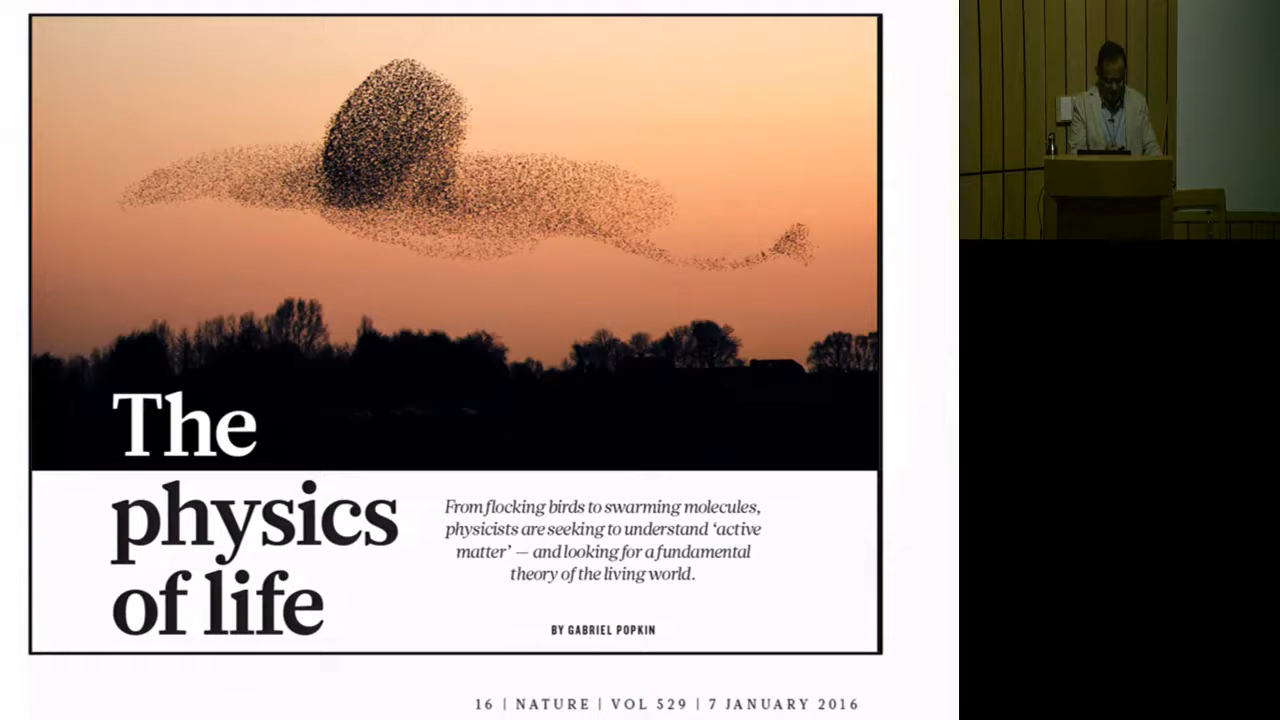 The
physics
of life
From flocking birds to swarming molecules,
physicists are seeking to understand ‘active
matter’ — and looking for a fundamental
theory of the living world.
BY GABRIEL POPKIN
16 | NATURE | VOL 529 | 7 JANUARY 2016